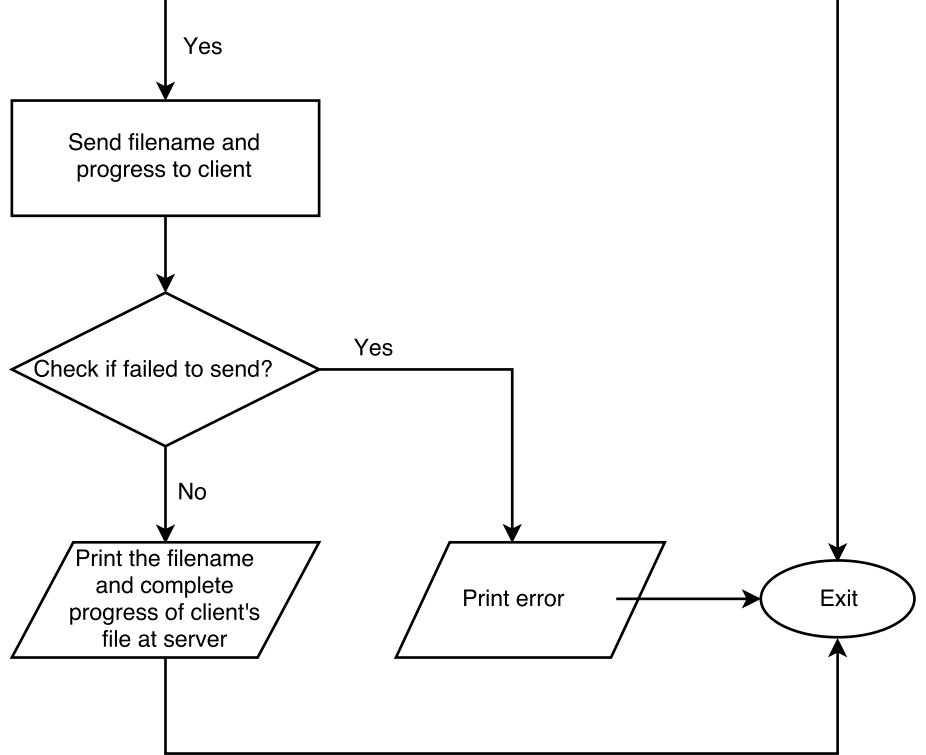 Yes
Send filename and
progress to client
Check if failed to send?
Yes
No
Print the filename
and complete
progress of client's
file at server
Print error
Exit